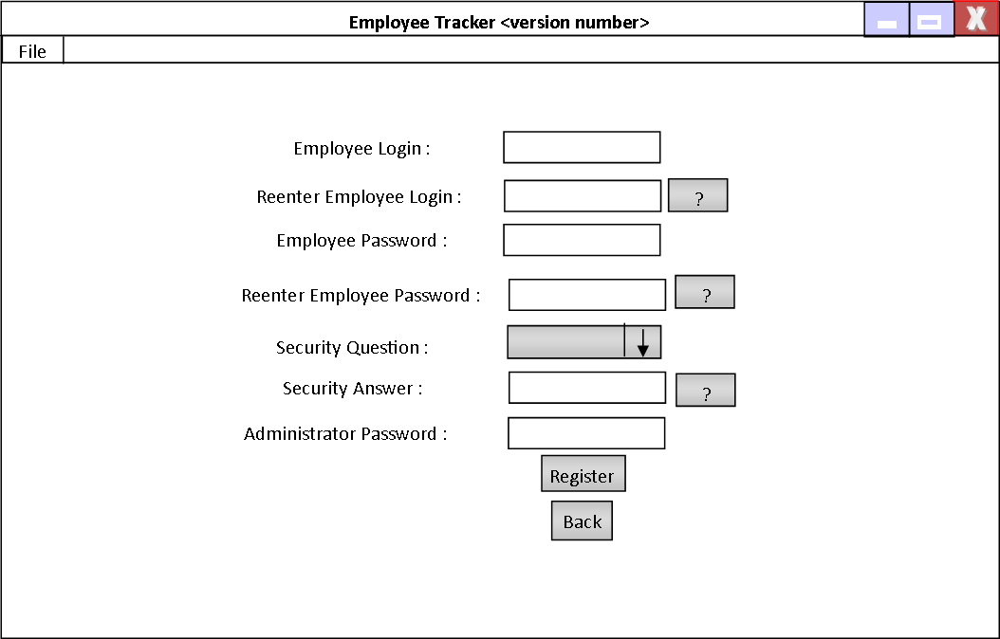 Employee Tracker <version number>
X
File
Employee Login :
Reenter Employee Login :
?
Employee Password :
Reenter Employee Password :
?
Security Question :
Security Answer :
?
Administrator Password :
Register
Back